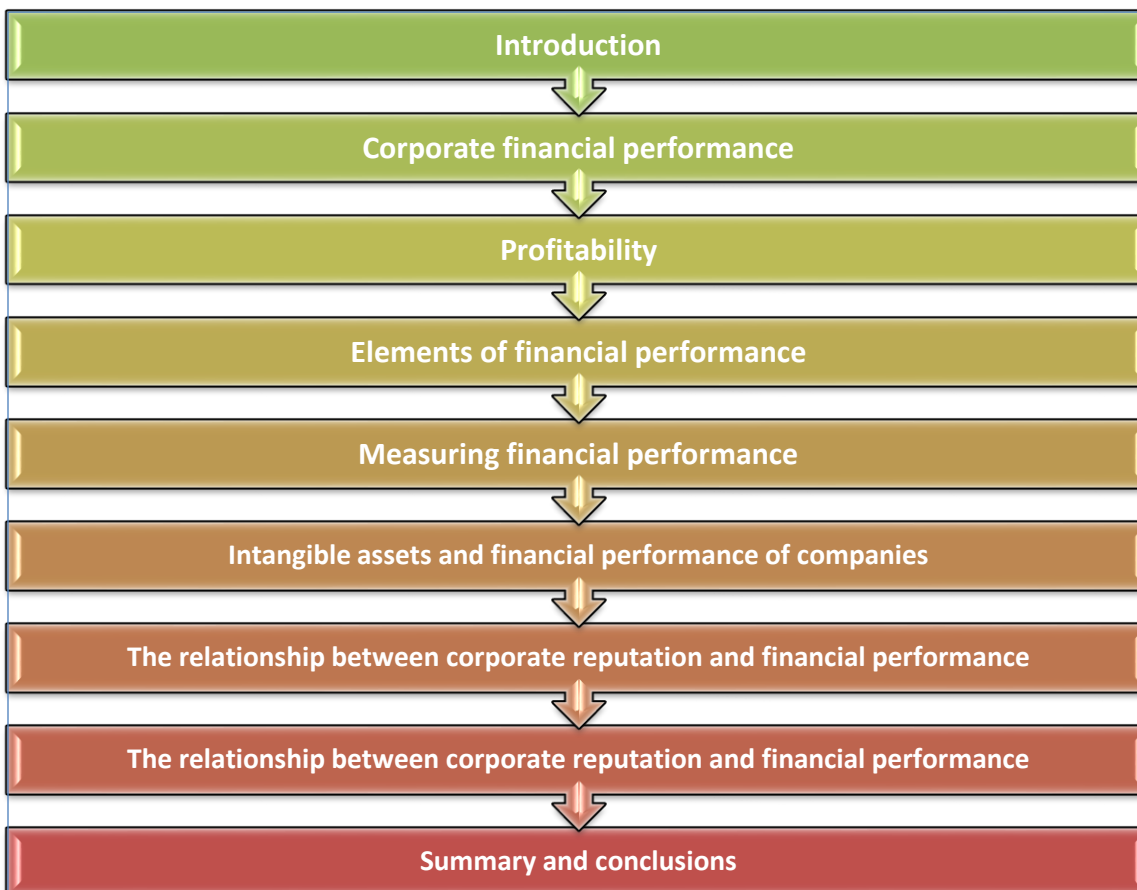 Introduction
Corporate financial performance
Profitability
Elements of financial performance
Measuring financial performance
Intangible assets and financial performance of companies
The relationship between corporate reputation and financial performance
The relationship between corporate reputation and financial performance
Summary and conclusions